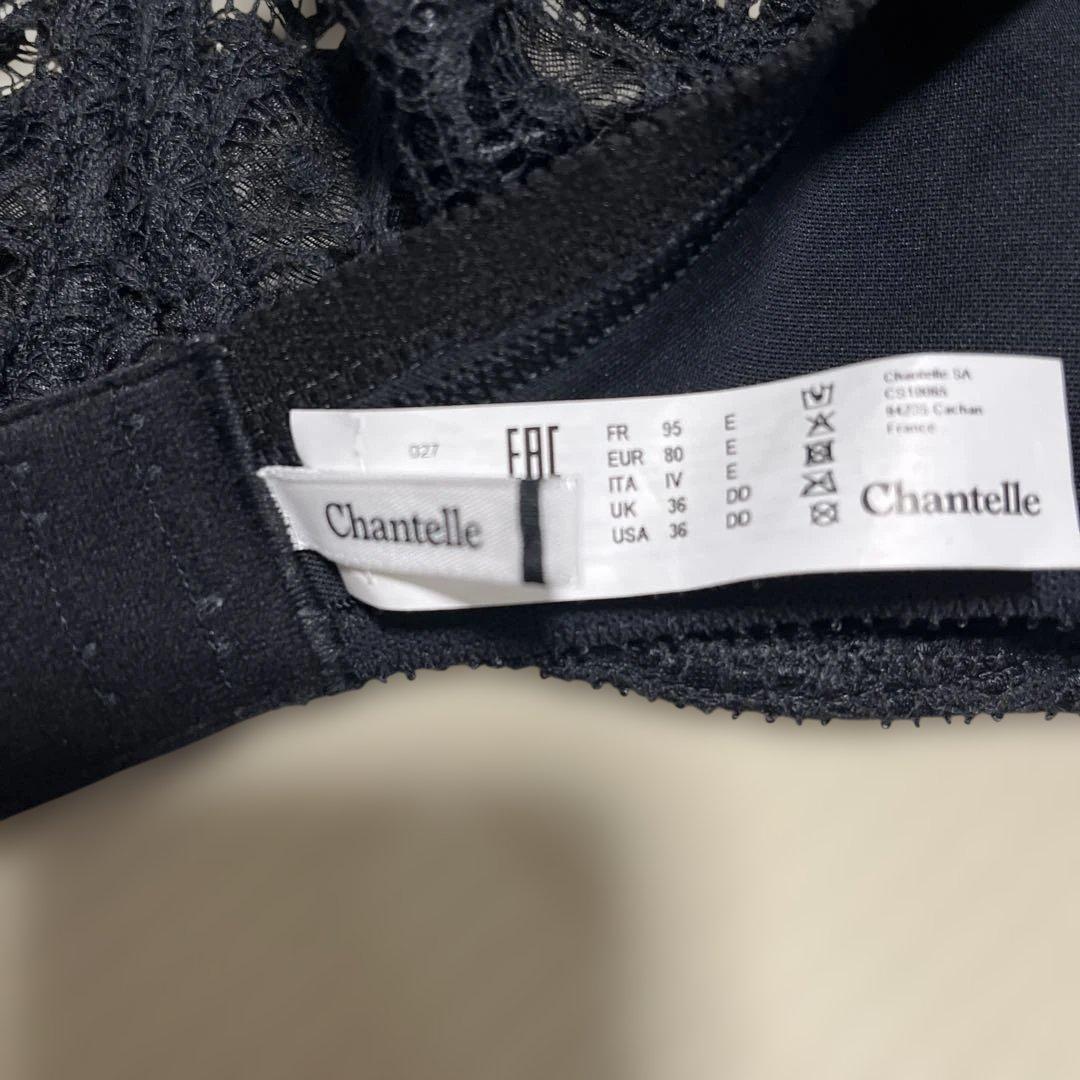 027
EAC
FR 95 E
EUR 80 E
ITA IV E
UK 36 DD
USA 36 DD
Chantelle SA
CS10065
94235 Cachan
France
Chantelle
Chantelle